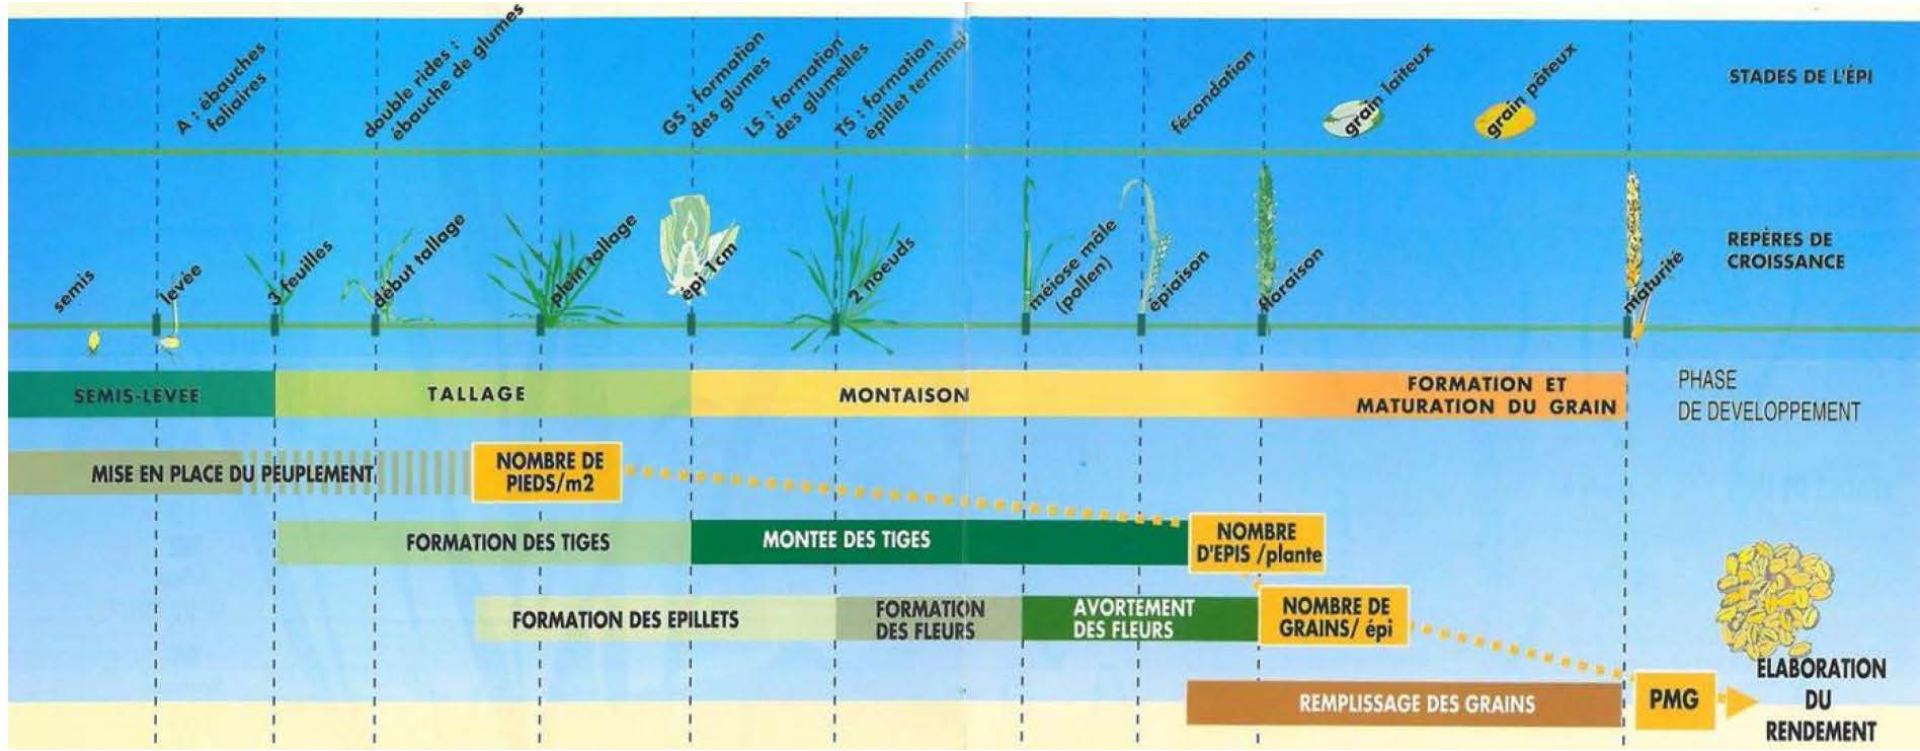 A : ébauches
foliaires
double rides :
ébauche de glumes
GS : formation
des glumes
LS : formation
des glumelles
TS : formation
épillet terminal
fécondation
grain laiteux
grain pâteux
STADES DE L'ÉPI
semis
levée
3 feuilles
début tallage
plein tallage
épi 1cm
2 noeuds
méiose mâle
(pollen)
épiaison
floraison
maturité
REPÈRES DE
CROISSANCE
SEMIS-LEVEE
TALLAGE
MONTAISON
FORMATION ET
MATURATION DU GRAIN
PHASE
DE DEVELOPPEMENT
MISE EN PLACE DU PEUPLEMENT
NOMBRE DE
PIEDS/m2
FORMATION DES TIGES
MONTEE DES TIGES
NOMBRE
D'EPIS /plante
FORMATION DES EPILLETS
FORMATION
DES FLEURS
AVORTEMENT
DES FLEURS
NOMBRE DE
GRAINS/ épi
REMPLISSAGE DES GRAINS
PMG
ELABORATION
DU
RENDEMENT